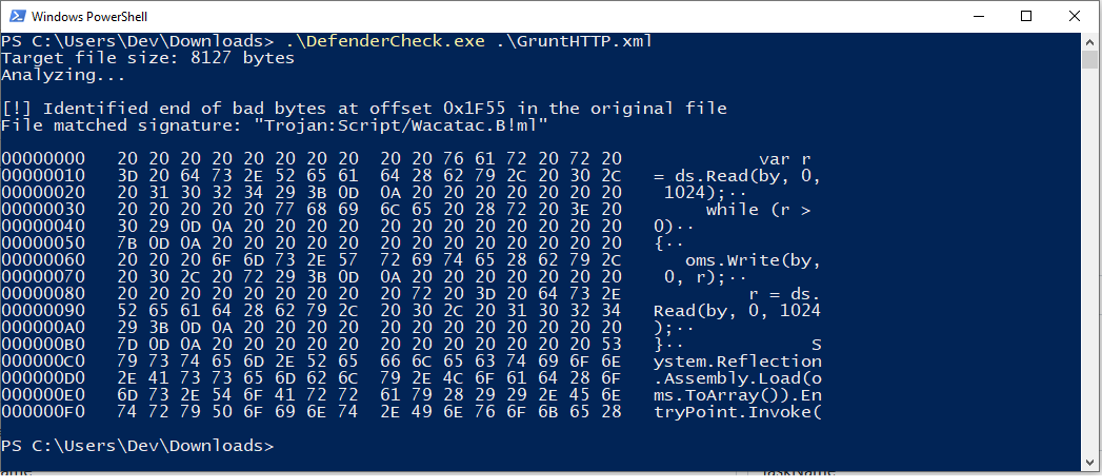 Windows PowerShell
PS C:\Users\Dev\Downloads> .\DefenderCheck.exe .\GruntHTTP.xml
Target file size: 8127 bytes
Analyzing...
[!] Identified end of bad bytes at offset 0x1F55 in the original file
File matched signature: "Trojan:Script/Wacatac.B!ml"
00000000   20 20 20 20 20 20 20 20  20 20 76 61 72 20 72 20             var r
00000010   3D 20 64 73 2E 52 65 61  64 28 62 79 2C 20 30 2C   = ds.Read(by, 0,
00000020   20 31 30 32 34 29 3B 0D  0A 20 20 20 20 20 20 20    1024);··
00000030   20 20 20 20 20 77 68 69  6C 65 20 28 72 20 3E 20        while (r >
00000040   30 29 0D 0A 20 20 20 20  20 20 20 20 20 20 20 20   0)··
00000050   7B 0D 0A 20 20 20 20 20  20 20 20 20 20 20 20 20   {··
00000060   20 20 20 6F 6D 73 2E 57  72 69 74 65 28 62 79 2C      oms.Write(by,
00000070   20 30 2C 20 72 29 3B 0D  0A 20 20 20 20 20 20 20    0, r);··
00000080   20 20 20 20 20 20 20 20  20 72 20 3D 20 64 73 2E            r = ds.
00000090   52 65 61 64 28 62 79 2C  20 30 2C 20 31 30 32 34   Read(by, 0, 1024
000000A0   29 3B 0D 0A 20 20 20 20  20 20 20 20 20 20 20 20   );··
000000B0   7D 0D 0A 20 20 20 20 20  20 20 20 20 20 20 20 53   }··            S
000000C0   79 73 74 65 6D 2E 52 65  66 6C 65 63 74 69 6F 6E   ystem.Reflection
000000D0   2E 41 73 73 65 6D 62 6C  79 2E 4C 6F 61 64 28 6F   .Assembly.Load(o
000000E0   6D 73 2E 54 6F 41 72 72  61 79 28 29 29 2E 45 6E   ms.ToArray()).En
000000F0   74 72 79 50 6F 69 6E 74  2E 49 6E 76 6F 6B 65 28   tryPoint.Invoke(
PS C:\Users\Dev\Downloads>